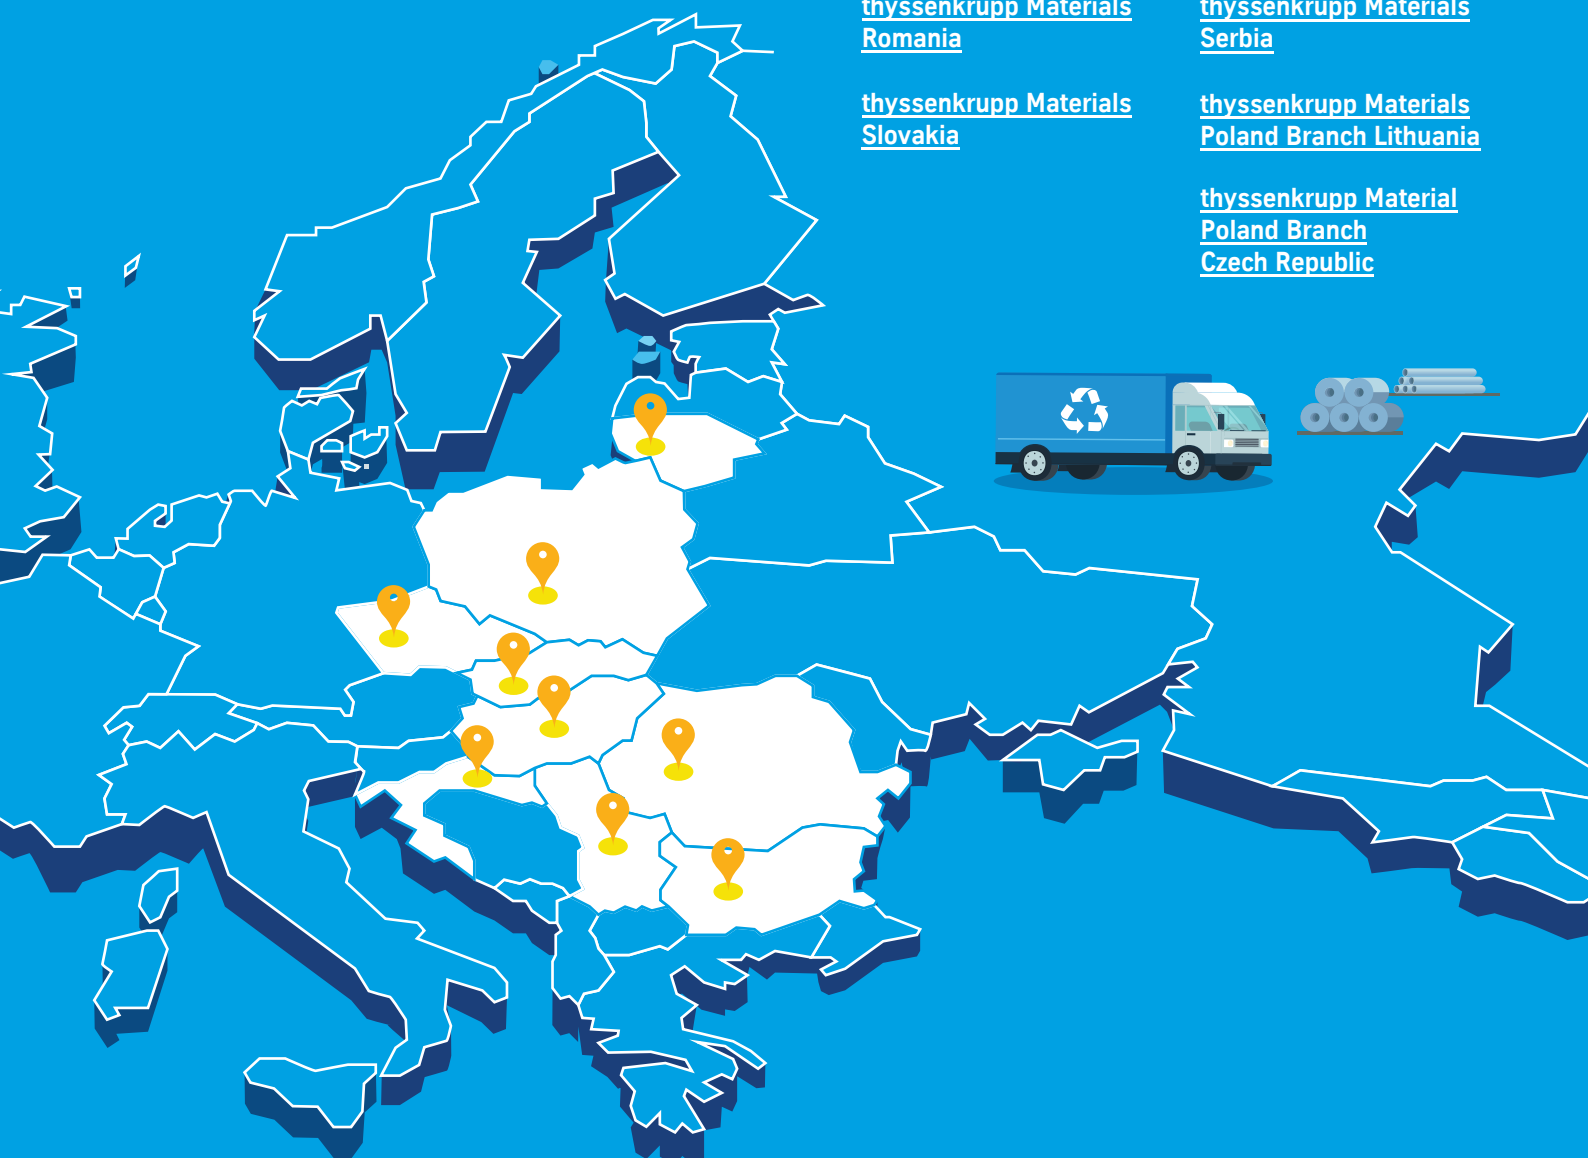 thyssenkrupp Materials
Romania
thyssenkrupp Materials
Slovakia
thyssenkrupp Materials
Serbia
thyssenkrupp Materials
Poland Branch Lithuania
thyssenkrupp Material
Poland Branch
Czech Republic